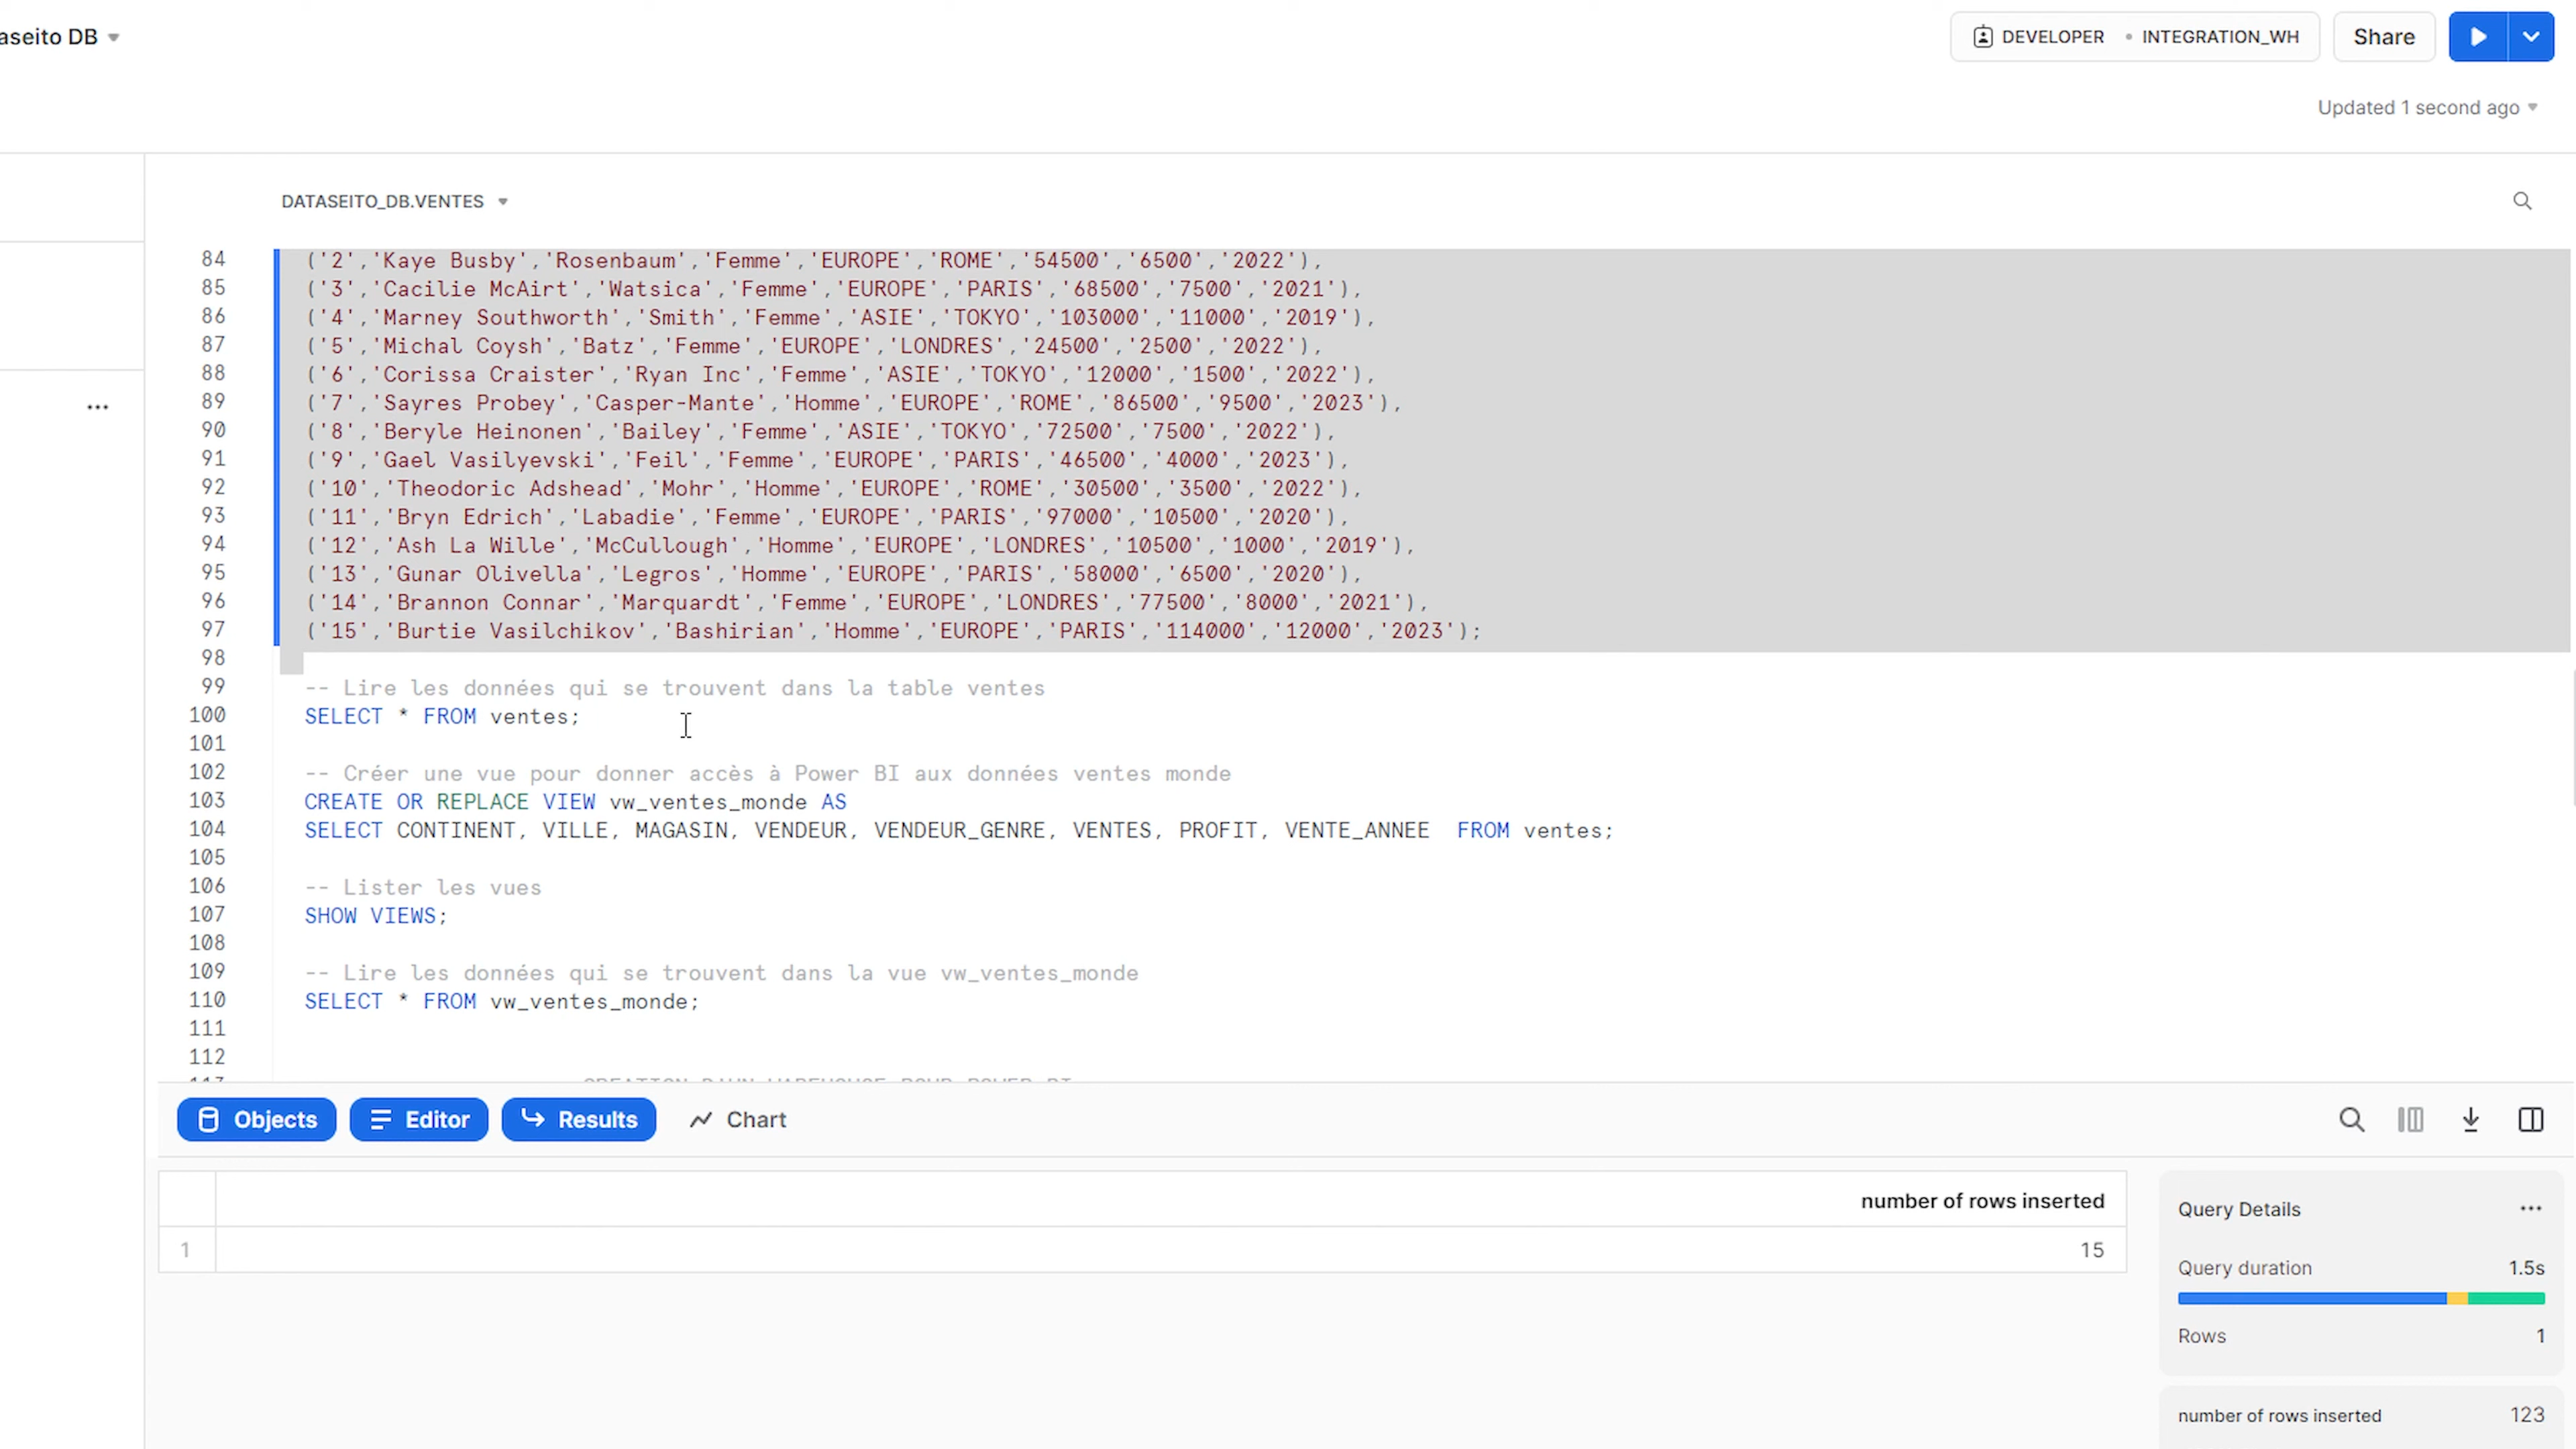 aseito DB
DEVELOPER • INTEGRATION_WH
Share
Updated 1 second ago
DATASEITO_DB.VENTES
84 ('2','Kaye Busby','Rosenbaum','Femme','EUROPE','ROME','54500','6500','2022'),
85 ('3','Cacilie McAirt','Watsica','Femme','EUROPE','PARIS','68500','7500','2021'),
86 ('4','Marney Southworth','Smith','Femme','ASIE','TOKYO','103000','11000','2019'),
87 ('5','Michal Coysh','Batz','Femme','EUROPE','LONDRES','24500','2500','2022'),
88 ('6','Corissa Craister','Ryan Inc','Femme','ASIE','TOKYO','12000','1500','2022'),
89 ('7','Sayres Probey','Casper-Mante','Homme','EUROPE','ROME','86500','9500','2023'),
90 ('8','Beryle Heinonen','Bailey','Femme','ASIE','TOKYO','72500','7500','2022'),
91 ('9','Gael Vasilyevski','Feil','Femme','EUROPE','PARIS','46500','4000','2023'),
92 ('10','Theodoric Adshead','Mohr','Homme','EUROPE','ROME','30500','3500','2022'),
93 ('11','Bryn Edrich','Labadie','Femme','EUROPE','PARIS','97000','10500','2020'),
94 ('12','Ash La Wille','McCullough','Homme','EUROPE','LONDRES','10500','1000','2019'),
95 ('13','Gunar Olivella','Legros','Homme','EUROPE','PARIS','58000','6500','2020'),
96 ('14','Brannon Connar','Marquardt','Femme','EUROPE','LONDRES','77500','8000','2021'),
97 ('15','Burtie Vasilchikov','Bashirian','Homme','EUROPE','PARIS','114000','12000','2023');
98
99 -- Lire les données qui se trouvent dans la table ventes
100 SELECT * FROM ventes;
101
102 -- Créer une vue pour donner accès à Power BI aux données ventes monde
103 CREATE OR REPLACE VIEW vw_ventes_monde AS
104 SELECT CONTINENT, VILLE, MAGASIN, VENDEUR, VENDEUR_GENRE, VENTES, PROFIT, VENTE_ANNEE FROM ventes;
105
106 -- Lister les vues
107 SHOW VIEWS;
108
109 -- Lire les données qui se trouvent dans la vue vw_ventes_monde
110 SELECT * FROM vw_ventes_monde;
111
112
Objects Editor Results Chart
number of rows inserted
1 15
Query Details
Query duration 1.5s
Rows 1
number of rows inserted 123